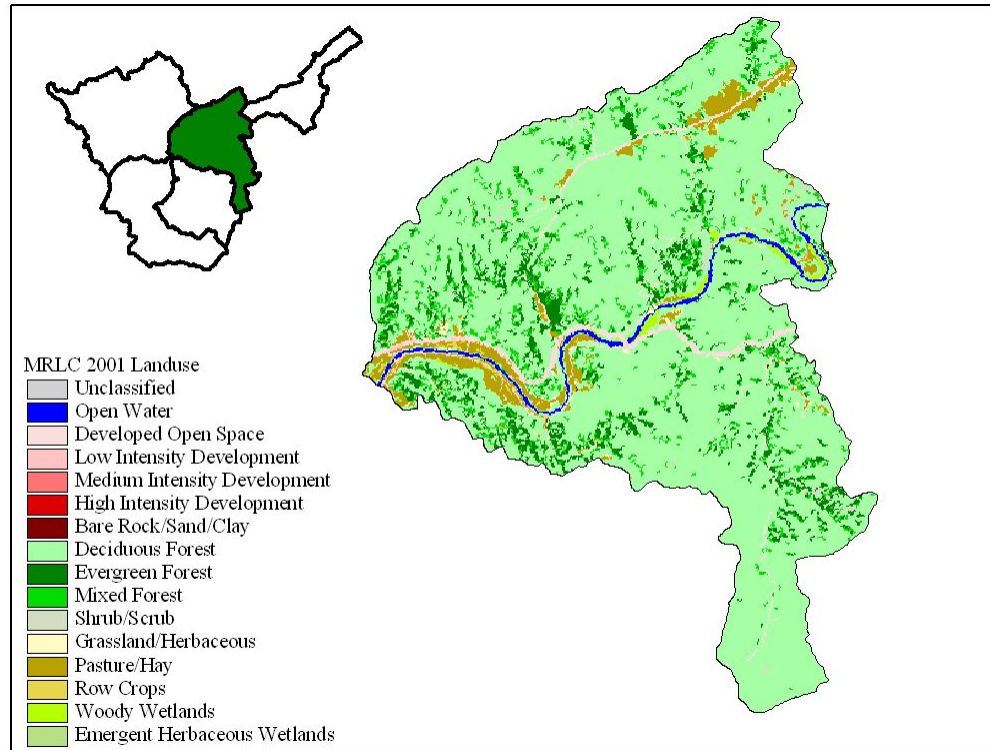 MRLC 2001 Landuse
Unclassified
Open Water
Developed Open Space
Low Intensity Development
Medium Intensity Development
High Intensity Development
Bare Rock/Sand/Clay
Deciduous Forest
Evergreen Forest
Mixed Forest
Shrub/Scrub
Grassland/Herbaceous
Pasture/Hay
Row Crops
Woody Wetlands
Emergent Herbaceous Wetlands